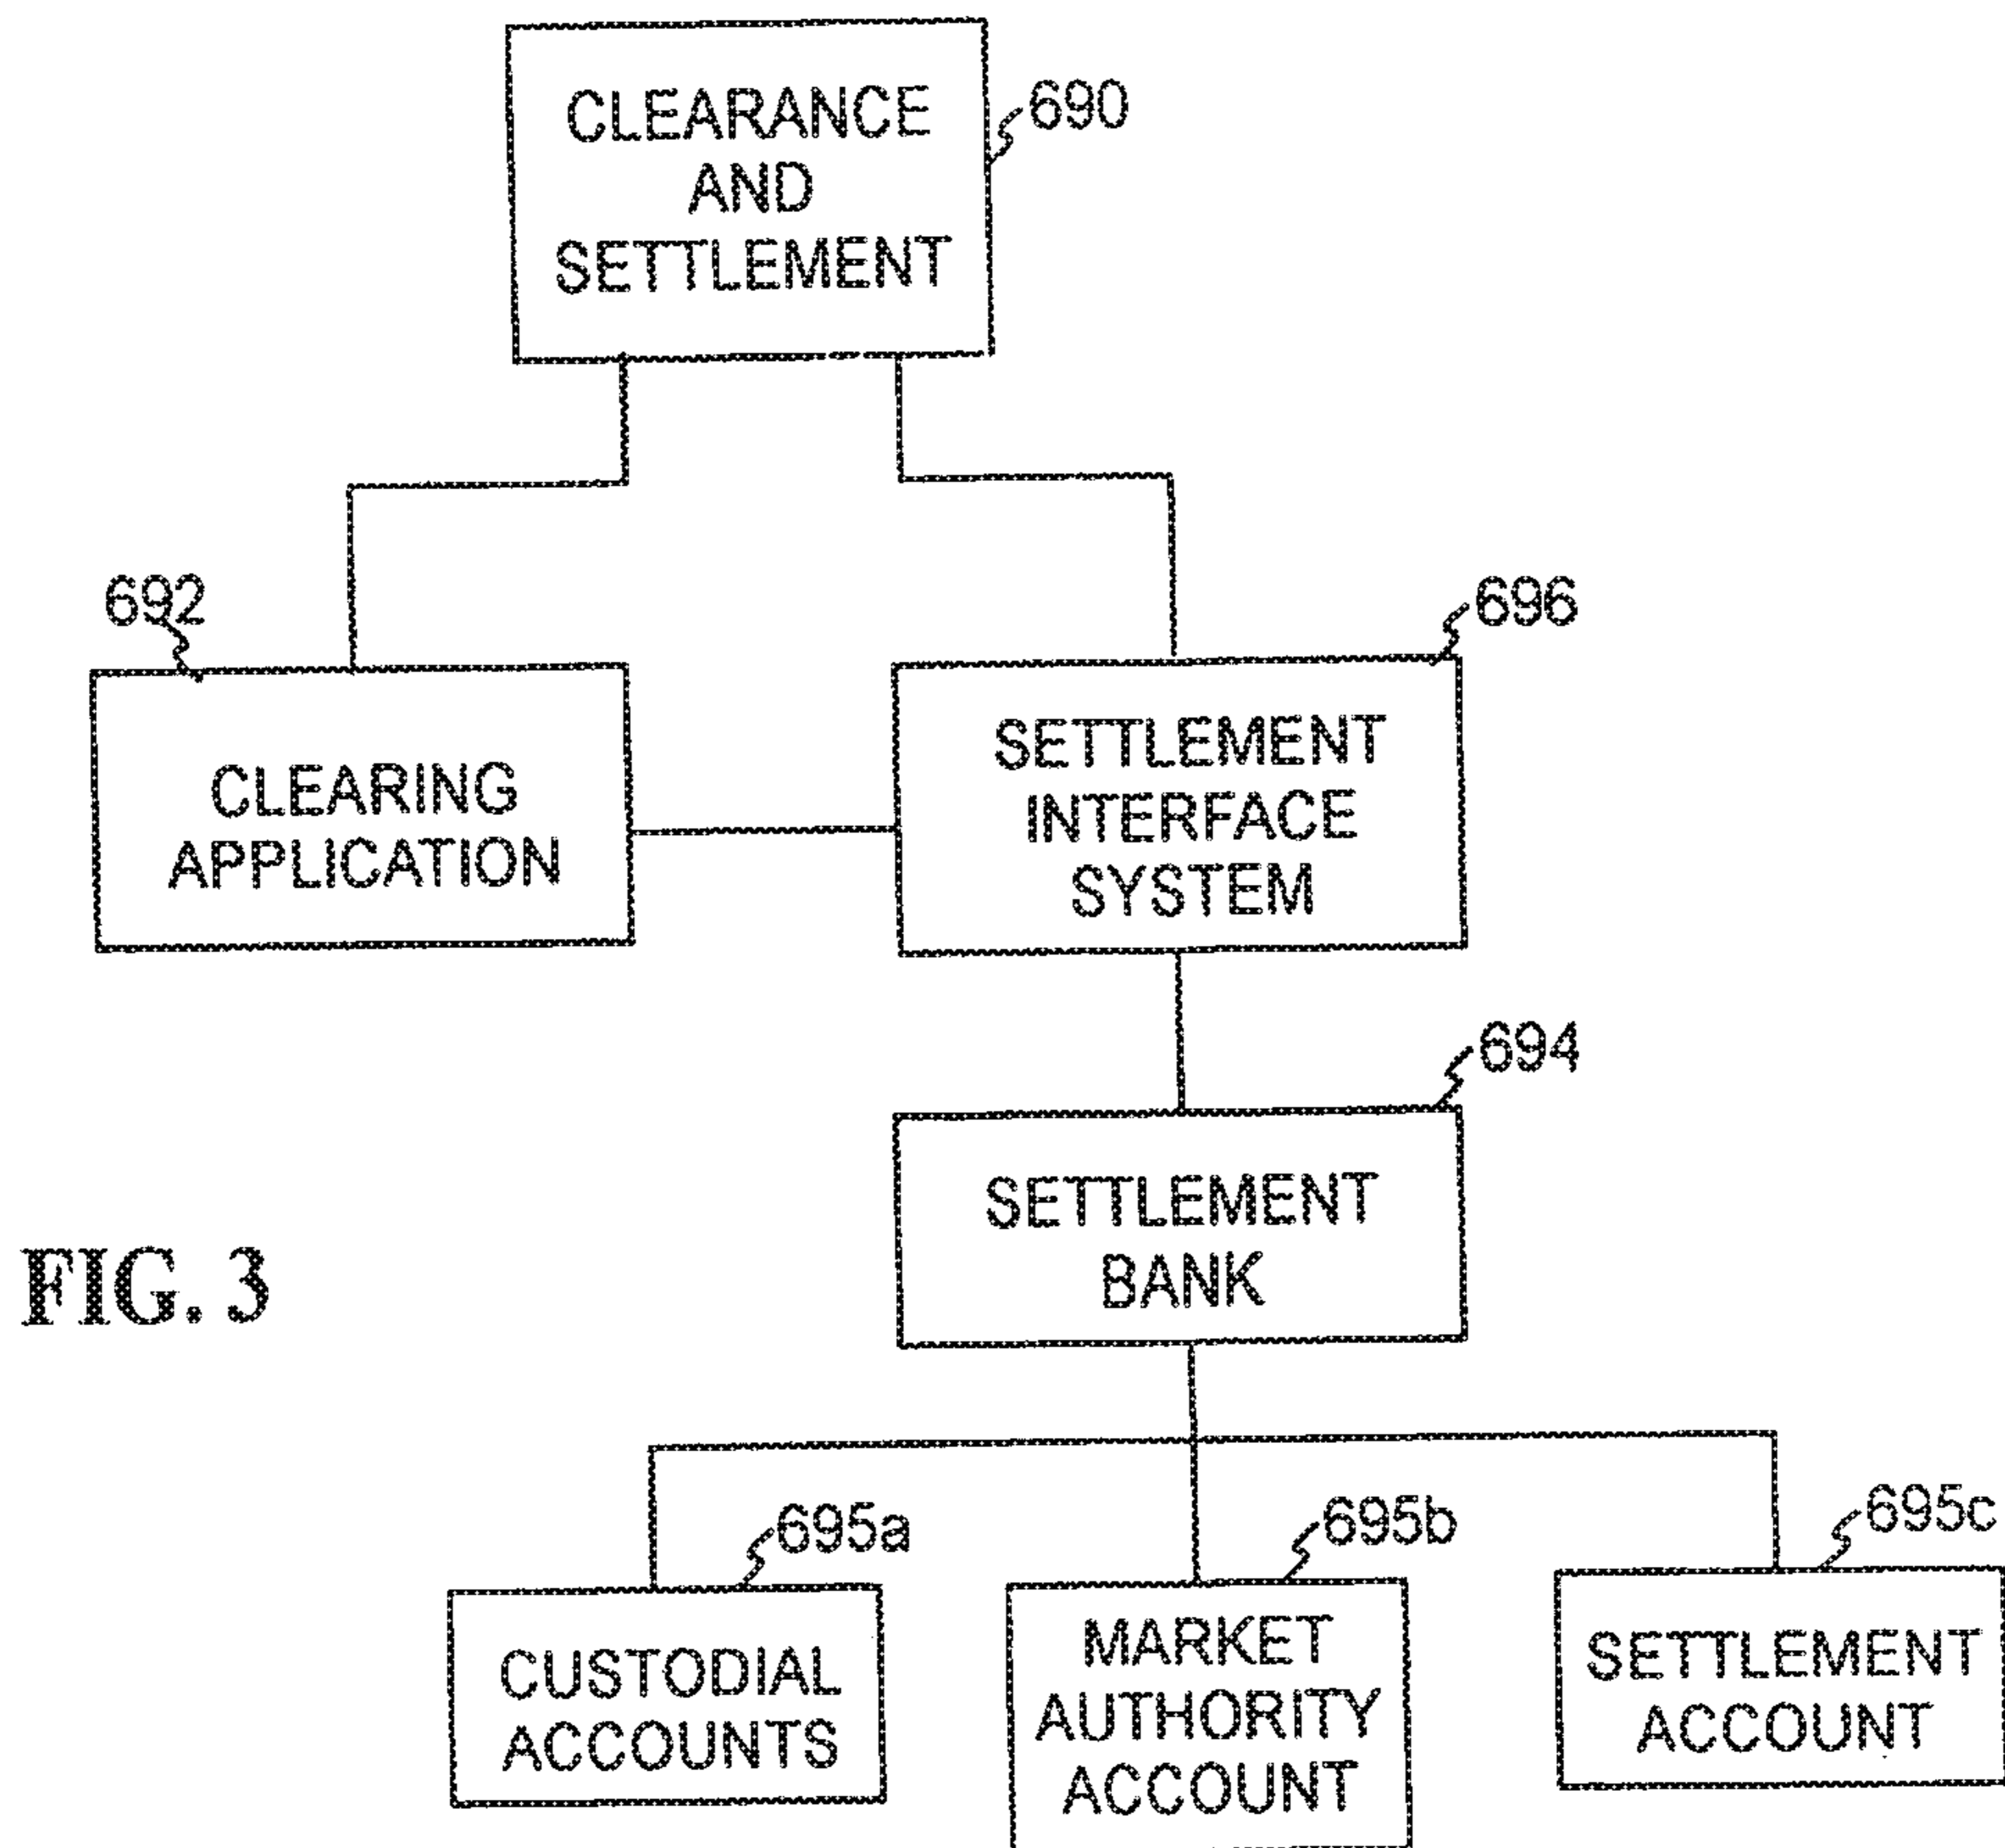 CLEARANCE
AND
SETTLEMENT
690
692
696
CLEARING
APPLICATION
SETTLEMENT
INTERFACE
SYSTEM
694
SETTLEMENT
BANK
FIG. 3
695a
695b
695c
CUSTODIAL
ACCOUNTS
MARKET
AUTHORITY
ACCOUNT
SETTLEMENT
ACCOUNT